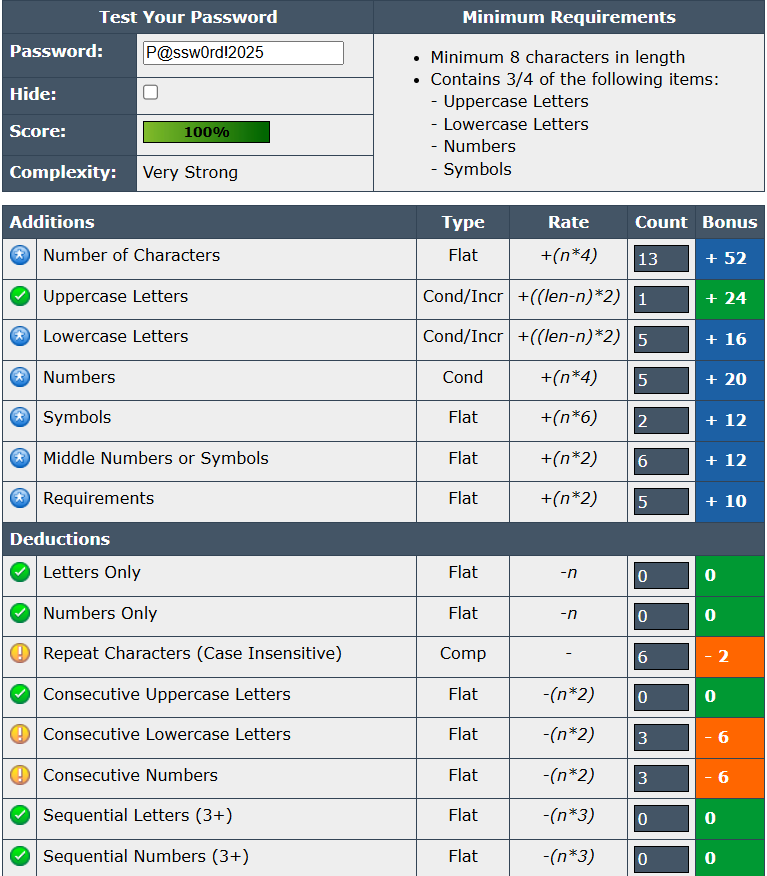 Test Your Password
Minimum Requirements
Password:
P@ssw0rd!2025
Hide:
Score:
100%
Complexity:
Very Strong
• Minimum 8 characters in length
• Contains 3/4 of the following items:
- Uppercase Letters
- Lowercase Letters
- Numbers
- Symbols
Additions Type Rate Count Bonus
Number of Characters Flat +(n*4) 13 + 52
Uppercase Letters Cond/Incr +((len-n)*2) 1 + 24
Lowercase Letters Cond/Incr +((len-n)*2) 5 + 16
Numbers Cond +(n*4) 5 + 20
Symbols Flat +(n*6) 2 + 12
Middle Numbers or Symbols Flat +(n*2) 6 + 12
Requirements Flat +(n*2) 5 + 10
Deductions
Letters Only Flat -n 0 0
Numbers Only Flat -n 0 0
Repeat Characters (Case Insensitive) Comp - 6 - 2
Consecutive Uppercase Letters Flat -(n*2) 0 0
Consecutive Lowercase Letters Flat -(n*2) 3 - 6
Consecutive Numbers Flat -(n*2) 3 - 6
Sequential Letters (3+) Flat -(n*3) 0 0
Sequential Numbers (3+) Flat -(n*3) 0 0